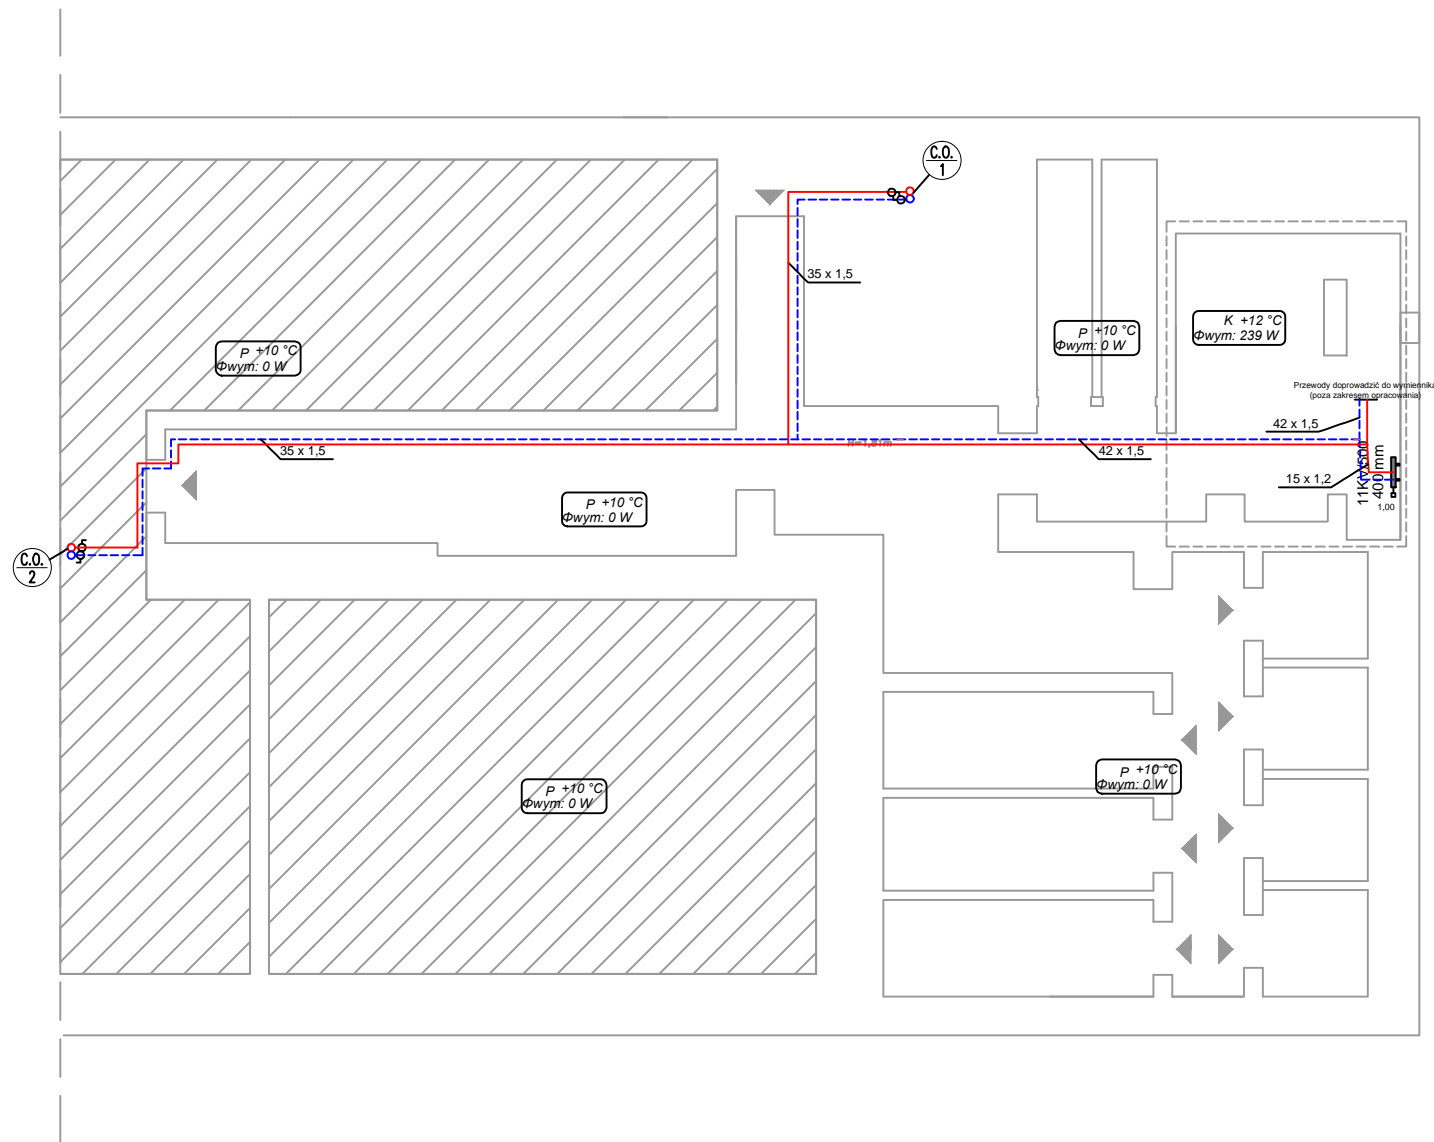 C.O.
1
35 x 1,5
K +12 °C
Φwym: 239 W
P +10 °C
Φwym: 0 W
P +10 °C
Φwym: 0 W
Przewody doprowadzić do wymiennika
(poza zakresem opracowania)
42 x 1,5
35 x 1,5
42 x 1,5
11KV/500
400 mm
15 x 1,2
1,00
P +10 °C
Φwym: 0 W
C.O.
2
P +10 °C
Φwym: 0 W
P +10 °C
Φwym: 0 W